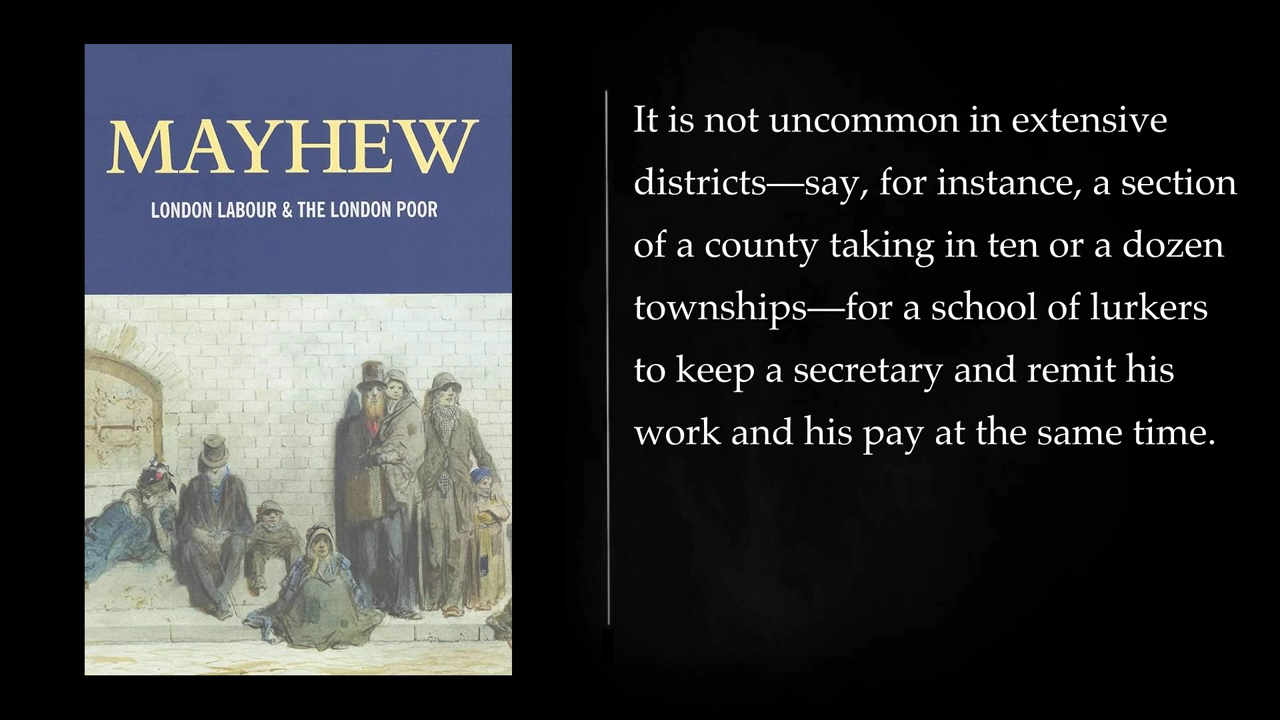 MAYHEW
LONDON LABOUR & THE LONDON POOR
It is not uncommon in extensive
districts—say, for instance, a section
of a county taking in ten or a dozen
townships—for a school of lurkers
to keep a secretary and remit his
work and his pay at the same time.